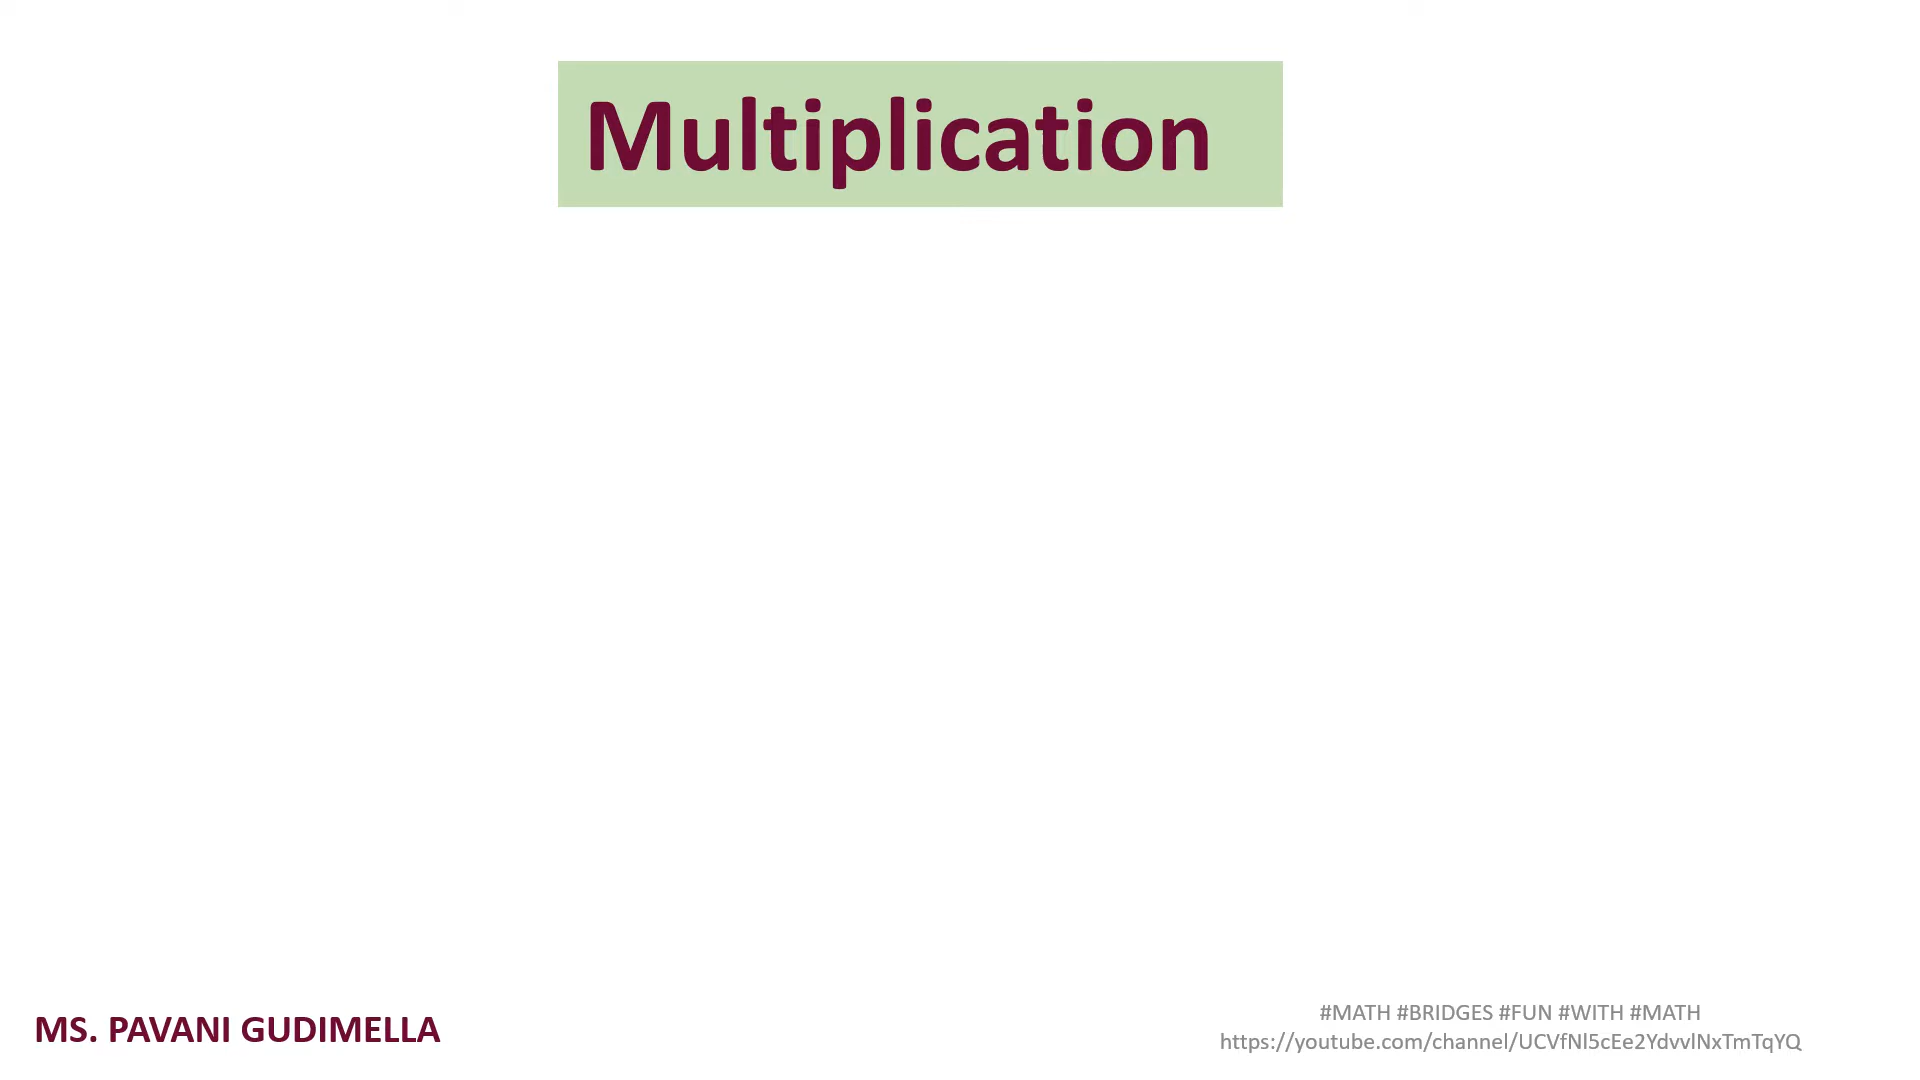 Multiplication
MS. PAVANI GUDIMELLA
#MATH #BRIDGES #FUN #WITH #MATH
https://youtube.com/channel/UCVfNl5cEe2YdvvlNxTmTqYQ